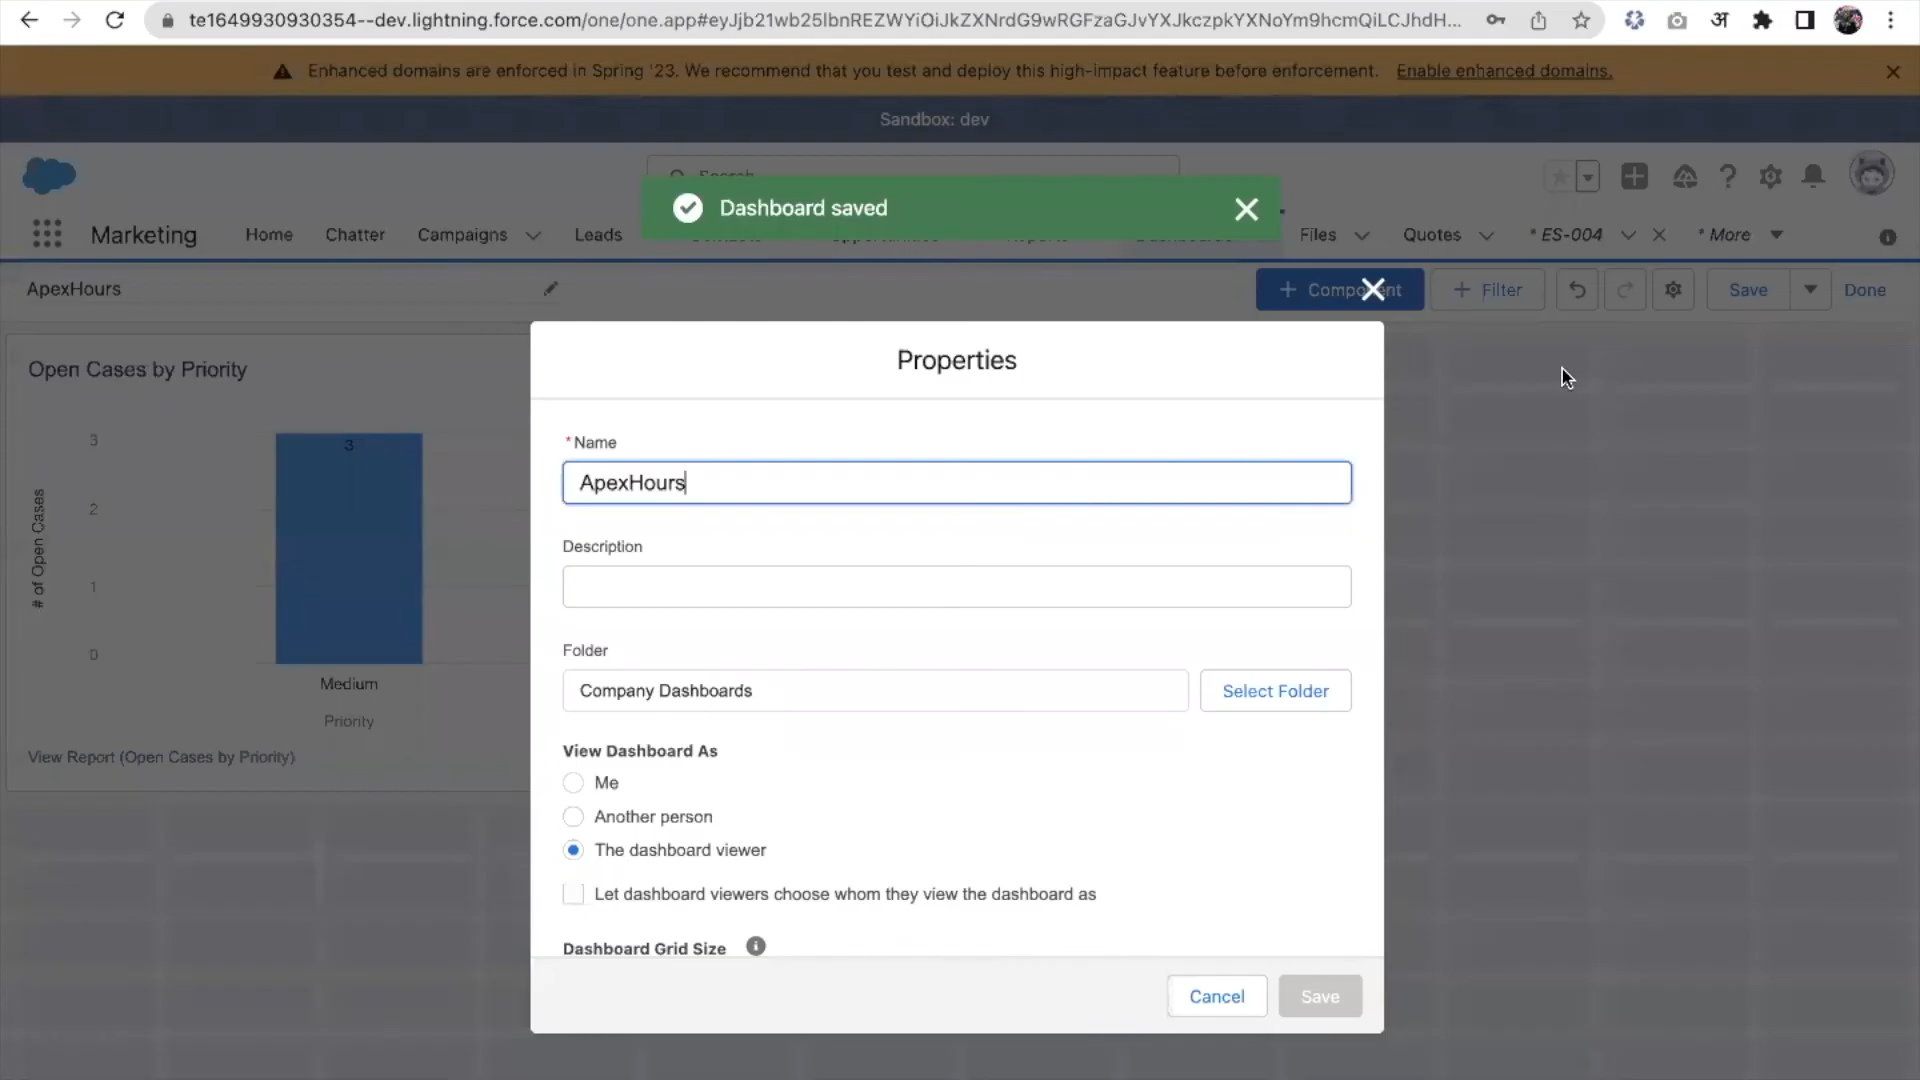 te1649930930354--dev.lightning.force.com/one/one.app#eyJjb21wb25lbnREZWYiOiJkZXNrdG9wRGFzaGJvYXJkczpkYXNoYm9hcmQiLCJhdH...
अ
Enhanced domains are enforced in Spring '23. We recommend that you test and deploy this high-impact feature before enforcement. Enable enhanced domains.
Sandbox: dev
Search...
Dashboard saved
Marketing Home Chatter Campaigns Leads Files Quotes * ES-004 * More
ApexHours
+ Component + Filter Save Done
Properties
Open Cases by Priority
3
2
1
0
# of Open Cases
3
Medium
Priority
View Report (Open Cases by Priority)
* Name
ApexHours
Description
Folder
Company Dashboards Select Folder
View Dashboard As
Me
Another person
The dashboard viewer
Let dashboard viewers choose whom they view the dashboard as
Dashboard Grid Size
Cancel Save